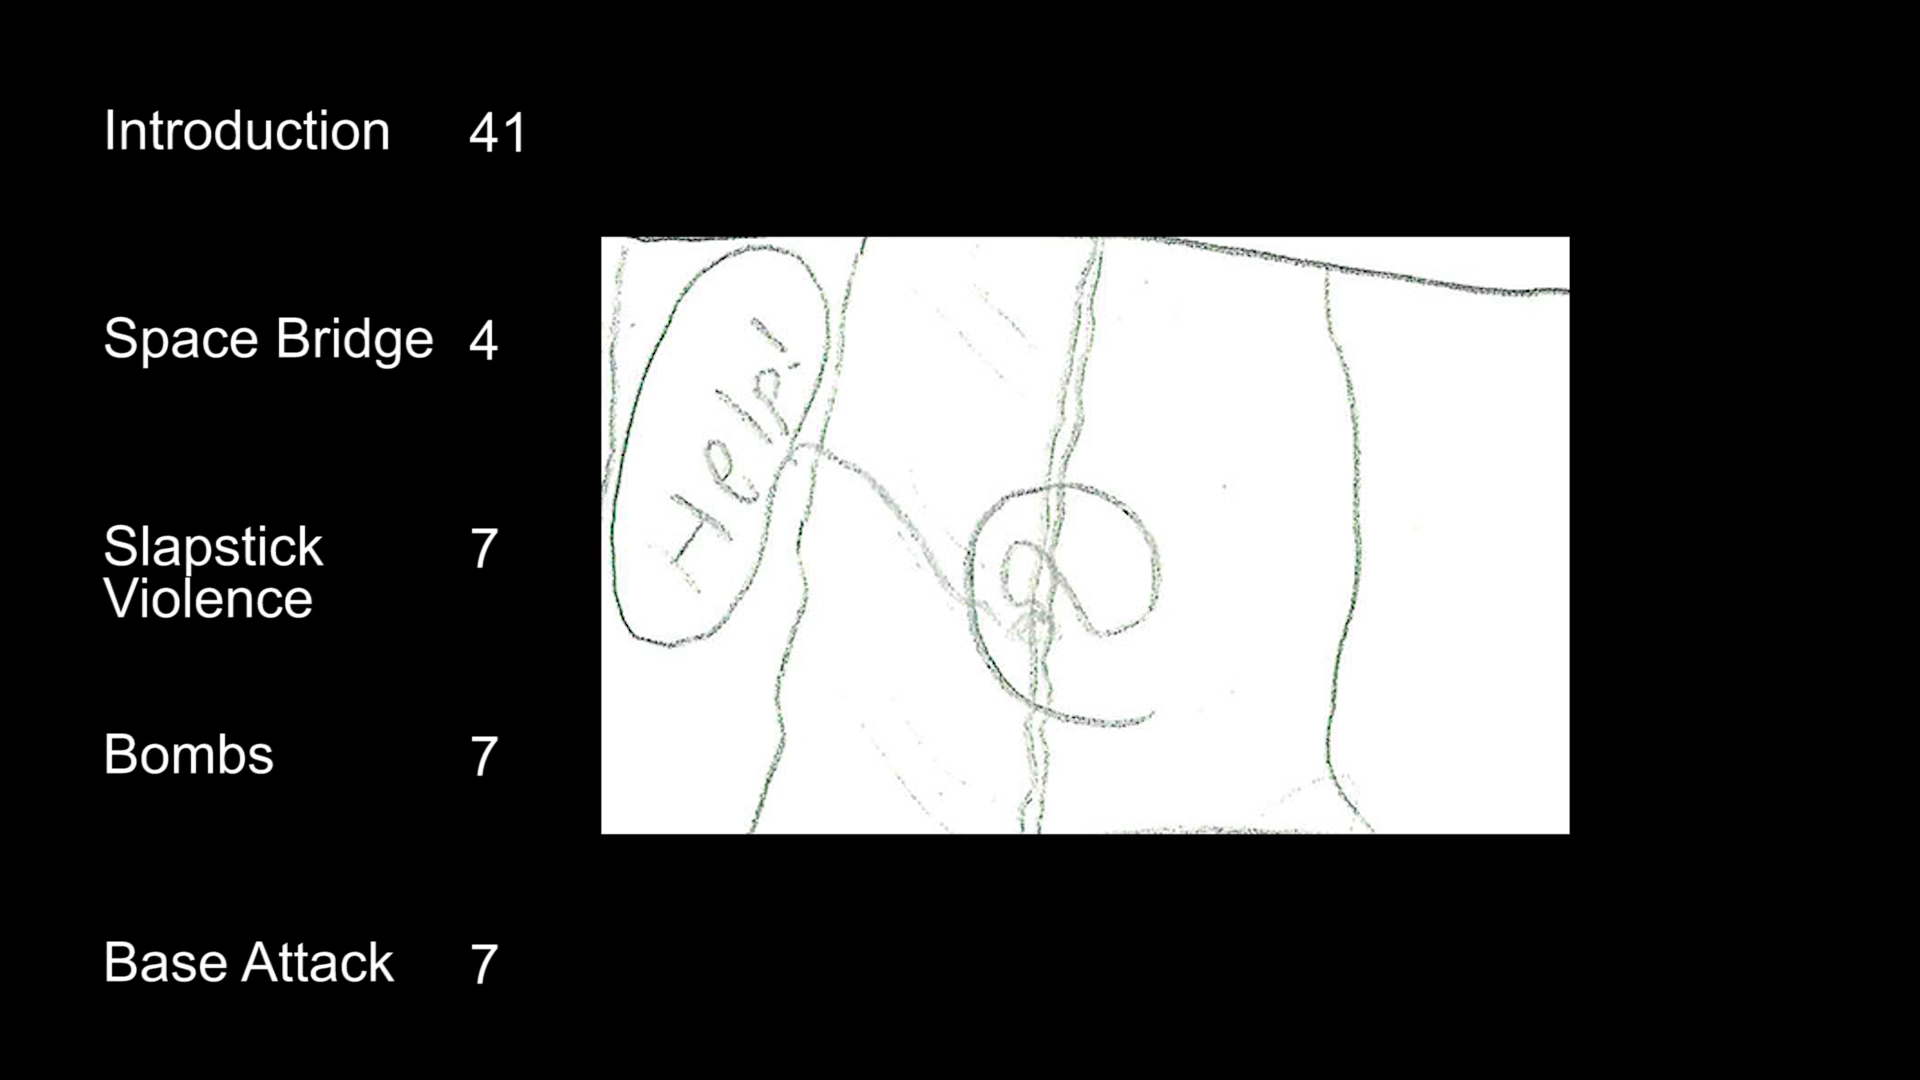 Introduction 41
Space Bridge 4
Help!
Slapstick 7
Violence
Bombs 7
Base Attack 7